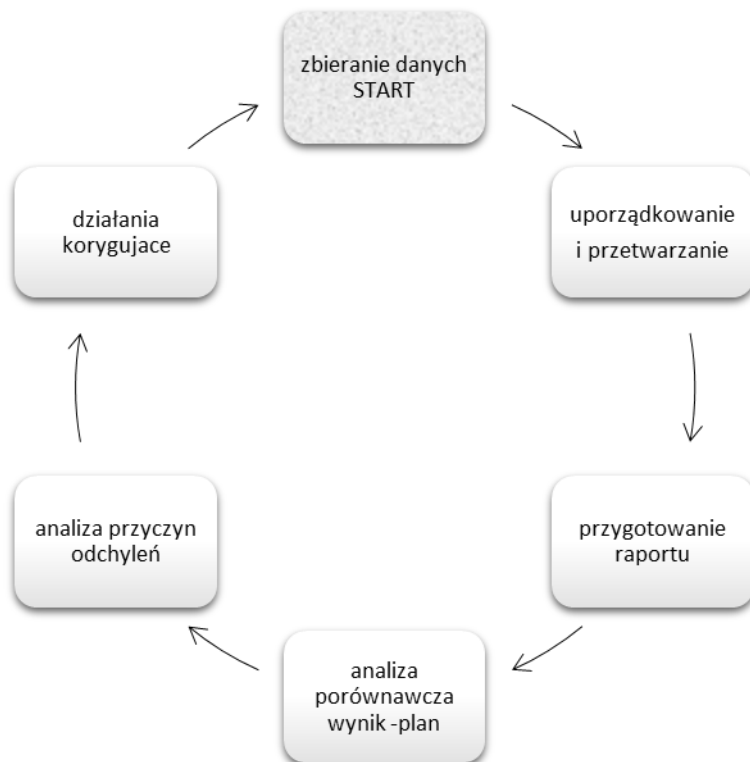 zbieranie danych
START
uporządkowanie
i przetwarzanie
przygotowanie
raportu
analiza
porównawcza
wynik -plan
analiza przyczyn
odchyleń
działania
korygujace